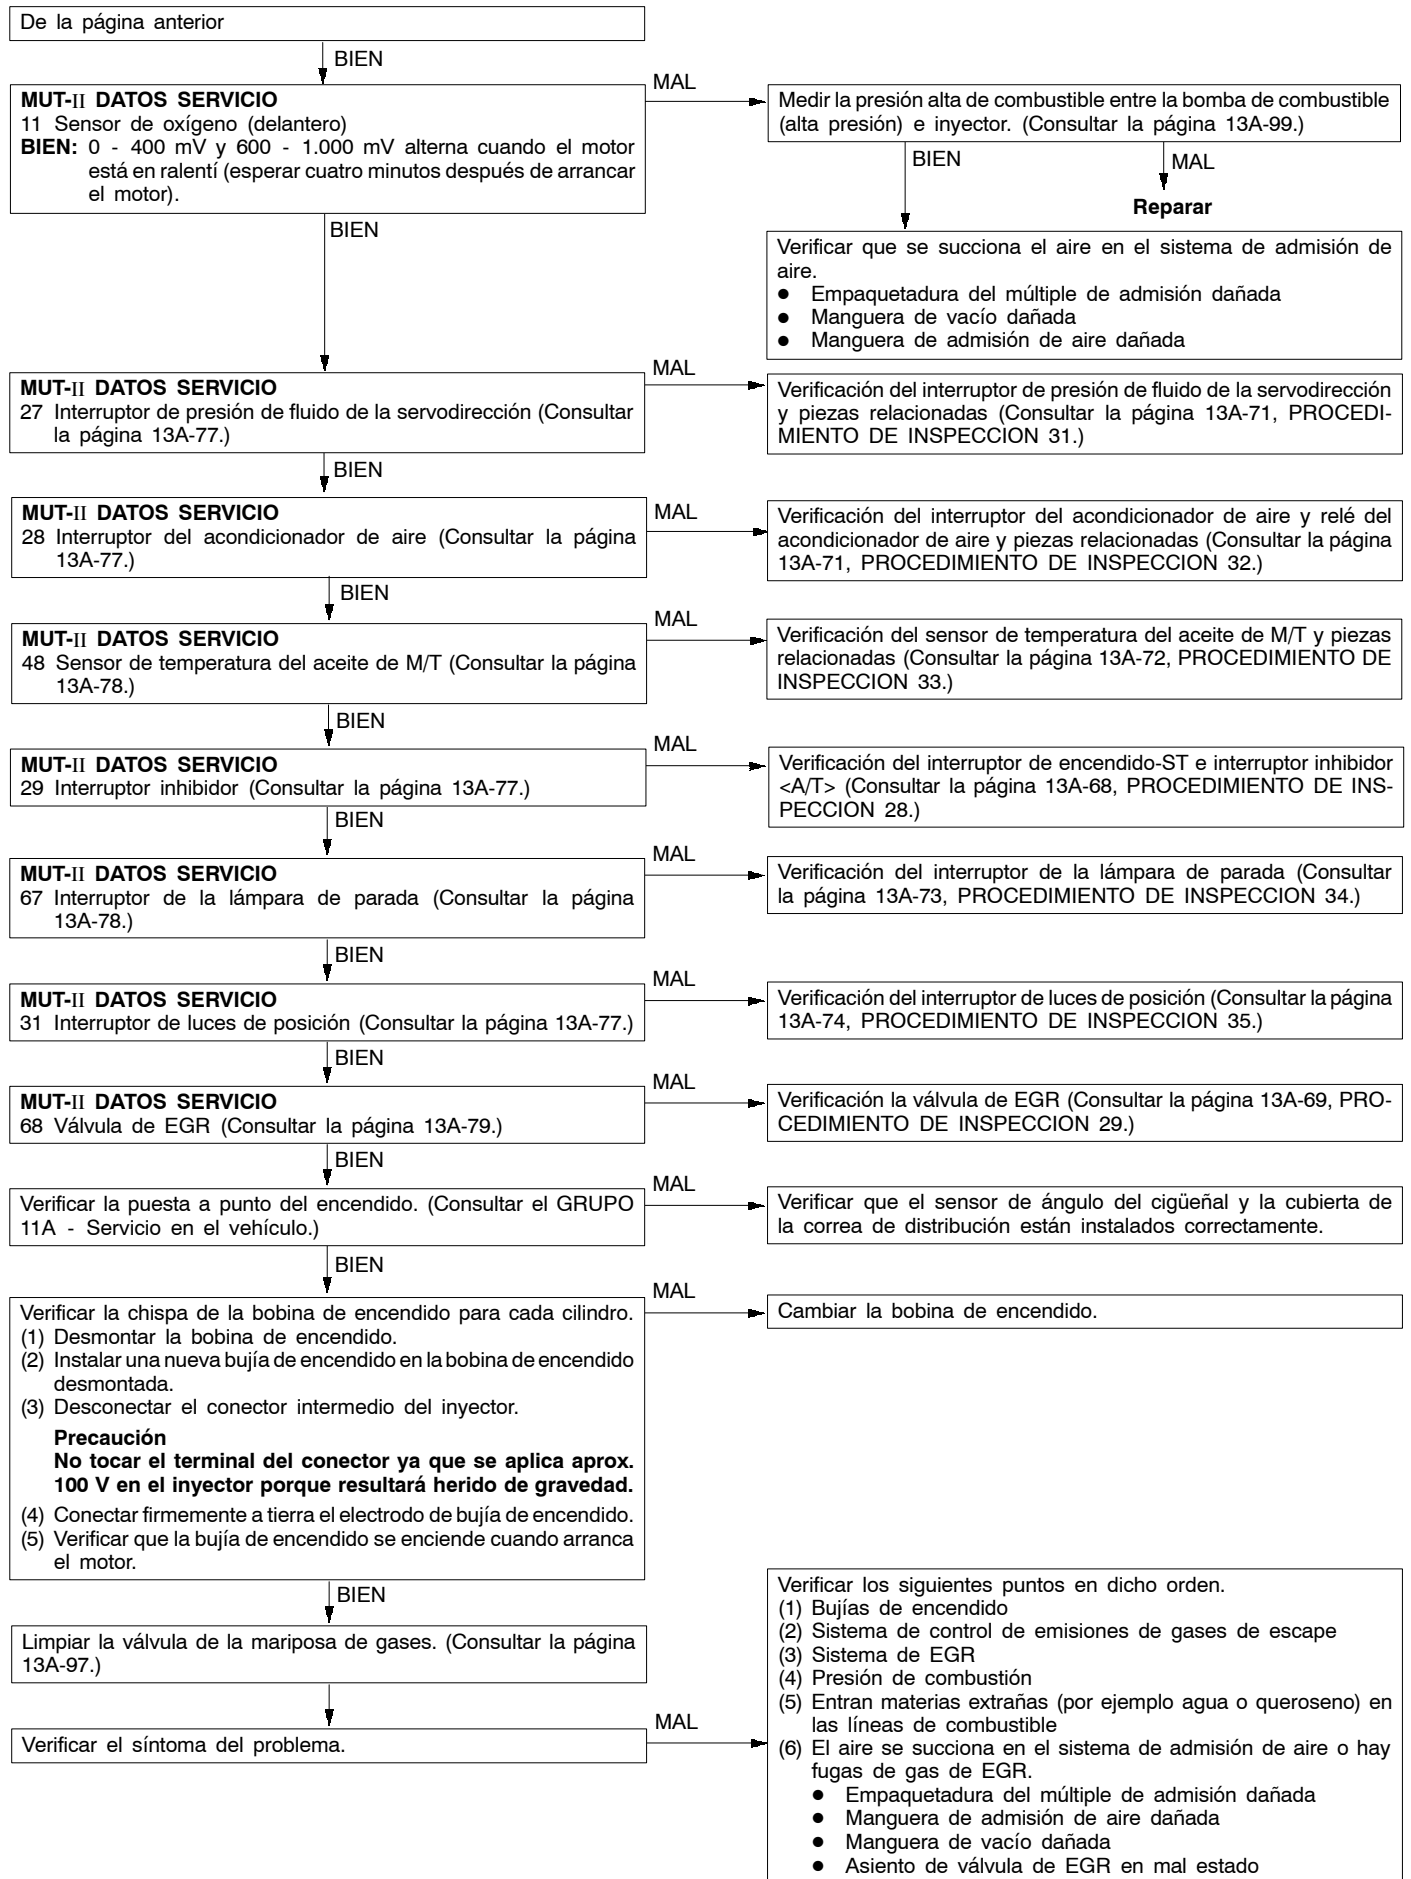 De la página anterior
BIEN
MUT-II DATOS SERVICIO
11 Sensor de oxígeno (delantero)
BIEN: 0 - 400 mV y 600 - 1.000 mV alterna cuando el motor
está en ralentí (esperar cuatro minutos después de arrancar
el motor).
MAL
Medir la presión alta de combustible entre la bomba de combustible
(alta presión) e inyector. (Consultar la página 13A-99.)
BIEN
MAL
Reparar
Verificar que se succiona el aire en el sistema de admisión de
aire.
● Empaquetadura del múltiple de admisión dañada
● Manguera de vacío dañada
● Manguera de admisión de aire dañada
BIEN
MUT-II DATOS SERVICIO
27 Interruptor de presión de fluido de la servodirección (Consultar
la página 13A-77.)
MAL
Verificación del interruptor de presión de fluido de la servodirección
y piezas relacionadas (Consultar la página 13A-71, PROCEDI-
MIENTO DE INSPECCION 31.)
BIEN
MUT-II DATOS SERVICIO
28 Interruptor del acondicionador de aire (Consultar la página
13A-77.)
MAL
Verificación del interruptor del acondicionador de aire y relé del
acondicionador de aire y piezas relacionadas (Consultar la página
13A-71, PROCEDIMIENTO DE INSPECCION 32.)
BIEN
MUT-II DATOS SERVICIO
48 Sensor de temperatura del aceite de M/T (Consultar la página
13A-78.)
MAL
Verificación del sensor de temperatura del aceite de M/T y piezas
relacionadas (Consultar la página 13A-72, PROCEDIMIENTO DE
INSPECCION 33.)
BIEN
MUT-II DATOS SERVICIO
29 Interruptor inhibidor (Consultar la página 13A-77.)
MAL
Verificación del interruptor de encendido-ST e interruptor inhibidor
<A/T> (Consultar la página 13A-68, PROCEDIMIENTO DE INS-
PECCION 28.)
BIEN
MUT-II DATOS SERVICIO
67 Interruptor de la lámpara de parada (Consultar la página
13A-78.)
MAL
Verificación del interruptor de la lámpara de parada (Consultar
la página 13A-73, PROCEDIMIENTO DE INSPECCION 34.)
BIEN
MUT-II DATOS SERVICIO
31 Interruptor de luces de posición (Consultar la página 13A-77.)
MAL
Verificación del interruptor de luces de posición (Consultar la página
13A-74, PROCEDIMIENTO DE INSPECCION 35.)
BIEN
MUT-II DATOS SERVICIO
68 Válvula de EGR (Consultar la página 13A-79.)
MAL
Verificación la válvula de EGR (Consultar la página 13A-69, PRO-
CEDIMIENTO DE INSPECCION 29.)
BIEN
Verificar la puesta a punto del encendido. (Consultar el GRUPO
11A - Servicio en el vehículo.)
MAL
Verificar que el sensor de ángulo del cigüeñal y la cubierta de
la correa de distribución están instalados correctamente.
BIEN
Verificar la chispa de la bobina de encendido para cada cilindro.
(1) Desmontar la bobina de encendido.
(2) Instalar una nueva bujía de encendido en la bobina de encendido
desmontada.
(3) Desconectar el conector intermedio del inyector.
Precaución
No tocar el terminal del conector ya que se aplica aprox.
100 V en el inyector porque resultará herido de gravedad.
(4) Conectar firmemente a tierra el electrodo de bujía de encendido.
(5) Verificar que la bujía de encendido se enciende cuando arranca
el motor.
MAL
Cambiar la bobina de encendido.
BIEN
Limpiar la válvula de la mariposa de gases. (Consultar la página
13A-97.)
Verificar el síntoma del problema.
MAL
Verificar los siguientes puntos en dicho orden.
(1) Bujías de encendido
(2) Sistema de control de emisiones de gases de escape
(3) Sistema de EGR
(4) Presión de combustión
(5) Entran materias extrañas (por ejemplo agua o queroseno) en
las líneas de combustible
(6) El aire se succiona en el sistema de admisión de aire o hay
fugas de gas de EGR.
● Empaquetadura del múltiple de admisión dañada
● Manguera de admisión de aire dañada
● Manguera de vacío dañada
● Asiento de válvula de EGR en mal estado